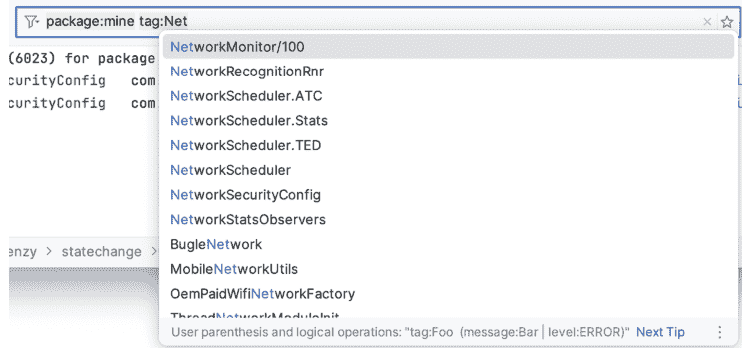 package:mine tag:Net
(6023) for package
NetworkMonitor/100
curityConfig com
NetworkRecognitionRnr
curityConfig com
NetworkScheduler.ATC
NetworkScheduler.Stats
NetworkScheduler.TED
NetworkScheduler
NetworkSecurityConfig
NetworkStatsObservers
enzy > statechange >
BugleNetwork
MobileNetworkUtils
OemPaidWifiNetworkFactory
ThreadNetworkModuleInit
User parenthesis and logical operations: "tag:Foo (message:Bar | level:ERROR)" Next Tip